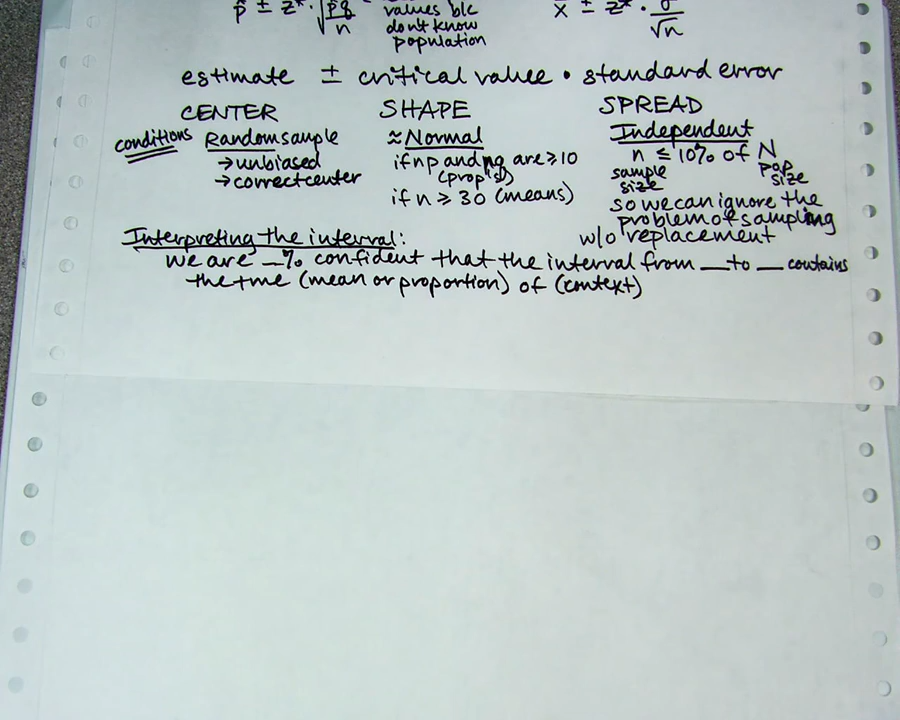 p̂ ± z* · √(p̂q̂/n) values b/c x̄ ± z* · σ/√n
don't know
population
estimate ± critical value • standard error
CENTER SHAPE SPREAD
conditions Random sample ≈ Normal Independent
→ unbiased if np and nq are ≥ 10 n ≤ 10% of N
→ correct center (prop's) sample size pop size
if n ≥ 30 (means) so we can ignore the
problem of sampling
Interpreting the interval: w/o replacement
we are __% confident that the interval from __ to __ contains
the true (mean or proportion) of (context)